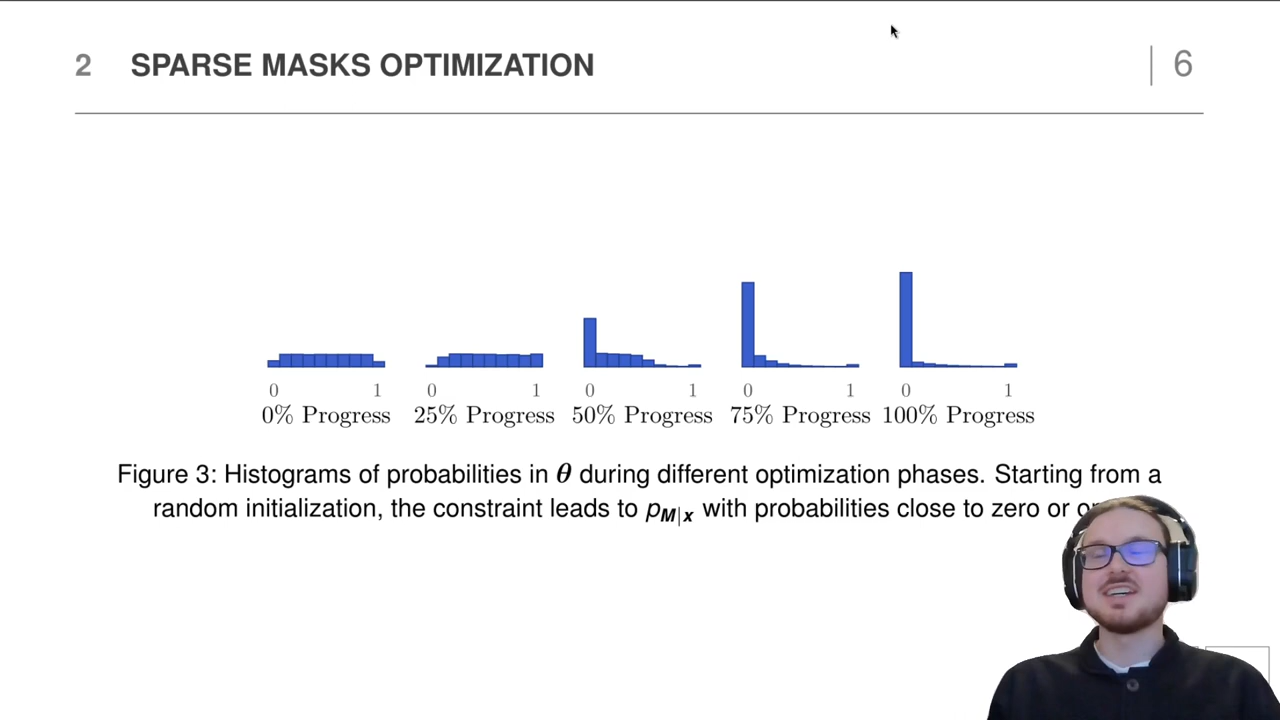 2 SPARSE MASKS OPTIMIZATION 6
0 1 0 1 0 1 0 1 0 1
0% Progress 25% Progress 50% Progress 75% Progress 100% Progress
Figure 3: Histograms of probabilities in θ during different optimization phases. Starting from a
random initialization, the constraint leads to pM|x with probabilities close to zero or